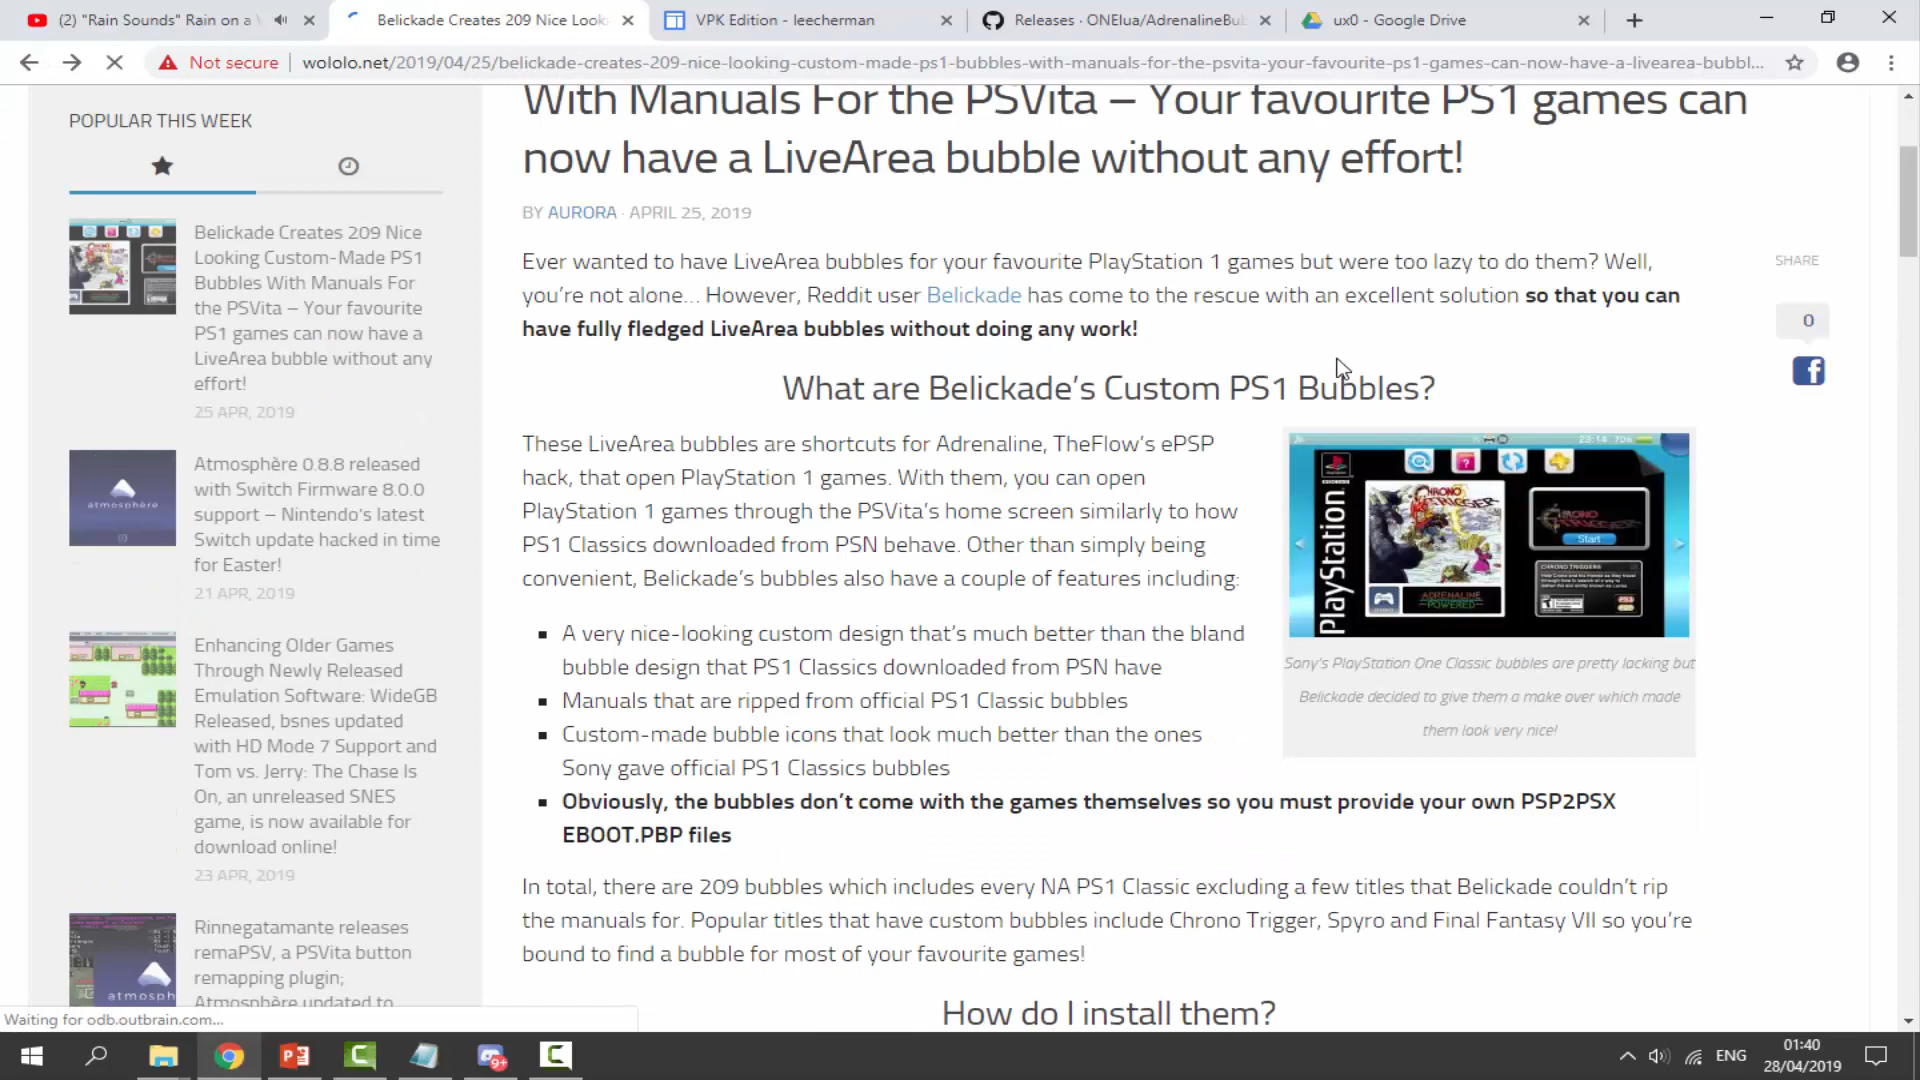 (2) "Rain Sounds" Rain on a
Belickade Creates 209 Nice Look
VPK Edition - leecherman
Releases · ONElua/AdrenalineBub
ux0 - Google Drive
Not secure
wololo.net/2019/04/25/belickade-creates-209-nice-looking-custom-made-ps1-bubbles-with-manuals-for-the-psvita-your-favourite-ps1-games-can-now-have-a-livearea-bubbl...
POPULAR THIS WEEK
Belickade Creates 209 Nice
Looking Custom-Made PS1
Bubbles With Manuals For
the PSVita – Your favourite
PS1 games can now have a
LiveArea bubble without any
effort!
25 APR, 2019
atmosphère
Atmosphère 0.8.8 released
with Switch Firmware 8.0.0
support – Nintendo's latest
Switch update hacked in time
for Easter!
21 APR, 2019
Enhancing Older Games
Through Newly Released
Emulation Software: WideGB
Released, bsnes updated
with HD Mode 7 Support and
Tom vs. Jerry: The Chase Is
On, an unreleased SNES
game, is now available for
download online!
23 APR, 2019
atmosph
Rinnegatamante releases
remaPSV, a PSVita button
remapping plugin;
Atmosphère updated to
Waiting for odb.outbrain.com...
With Manuals For the PSVita – Your favourite PS1 games can
now have a LiveArea bubble without any effort!
BY AURORA · APRIL 25, 2019
Ever wanted to have LiveArea bubbles for your favourite PlayStation 1 games but were too lazy to do them? Well,
you're not alone... However, Reddit user Belickade has come to the rescue with an excellent solution so that you can
have fully fledged LiveArea bubbles without doing any work!
What are Belickade's Custom PS1 Bubbles?
These LiveArea bubbles are shortcuts for Adrenaline, TheFlow's ePSP
hack, that open PlayStation 1 games. With them, you can open
PlayStation 1 games through the PSVita's home screen similarly to how
PS1 Classics downloaded from PSN behave. Other than simply being
convenient, Belickade's bubbles also have a couple of features including:
A very nice-looking custom design that's much better than the bland
bubble design that PS1 Classics downloaded from PSN have
Manuals that are ripped from official PS1 Classic bubbles
Custom-made bubble icons that look much better than the ones
Sony gave official PS1 Classics bubbles
Obviously, the bubbles don't come with the games themselves so you must provide your own PSP2PSX
EBOOT.PBP files
In total, there are 209 bubbles which includes every NA PS1 Classic excluding a few titles that Belickade couldn't rip
the manuals for. Popular titles that have custom bubbles include Chrono Trigger, Spyro and Final Fantasy VII so you're
bound to find a bubble for most of your favourite games!
How do I install them?
23:14
PlayStation
CHRONO
TRIGGER
Start
ADRENALINE
POWERED
Sony's PlayStation One Classic bubbles are pretty lacking but
Belickade decided to give them a make over which made
them look very nice!
SHARE
0
9+
ENG
01:40
28/04/2019